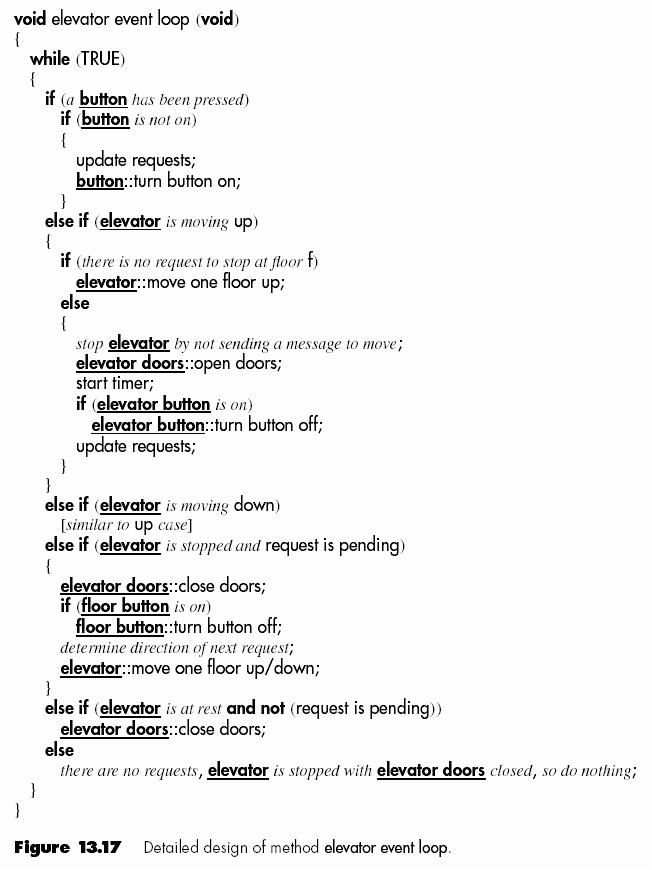 void elevator event loop (void)
{
while (TRUE)
{
if (a button has been pressed)
if (button is not on)
{
update requests;
button::turn button on;
}
else if (elevator is moving up)
{
if (there is no request to stop at floor f)
elevator::move one floor up;
else
{
stop elevator by not sending a message to move;
elevator doors::open doors;
start timer;
if (elevator button is on)
elevator button::turn button off;
update requests;
}
}
else if (elevator is moving down)
[similar to up case]
else if (elevator is stopped and request is pending)
{
elevator doors::close doors;
if (floor button is on)
floor button::turn button off;
determine direction of next request;
elevator::move one floor up/down;
}
else if (elevator is at rest and not (request is pending))
elevator doors::close doors;
else
there are no requests, elevator is stopped with elevator doors closed, so do nothing;
}
}
Figure 13.17 Detailed design of method elevator event loop.